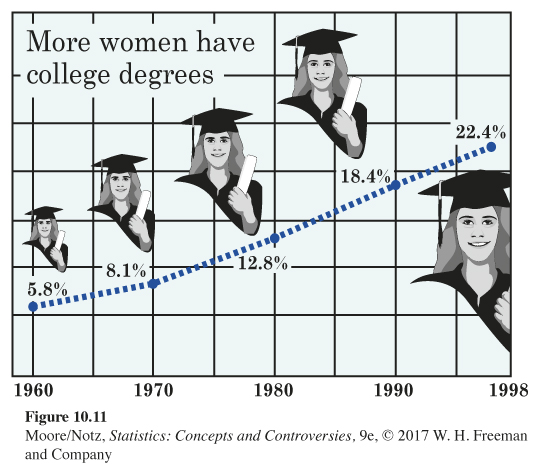 More women have
college degrees
22.4%
18.4%
12.8%
8.1%
5.8%
1960 1970 1980 1990 1998
Figure 10.11
Moore/Notz, Statistics: Concepts and Controversies, 9e, © 2017 W. H. Freeman
and Company